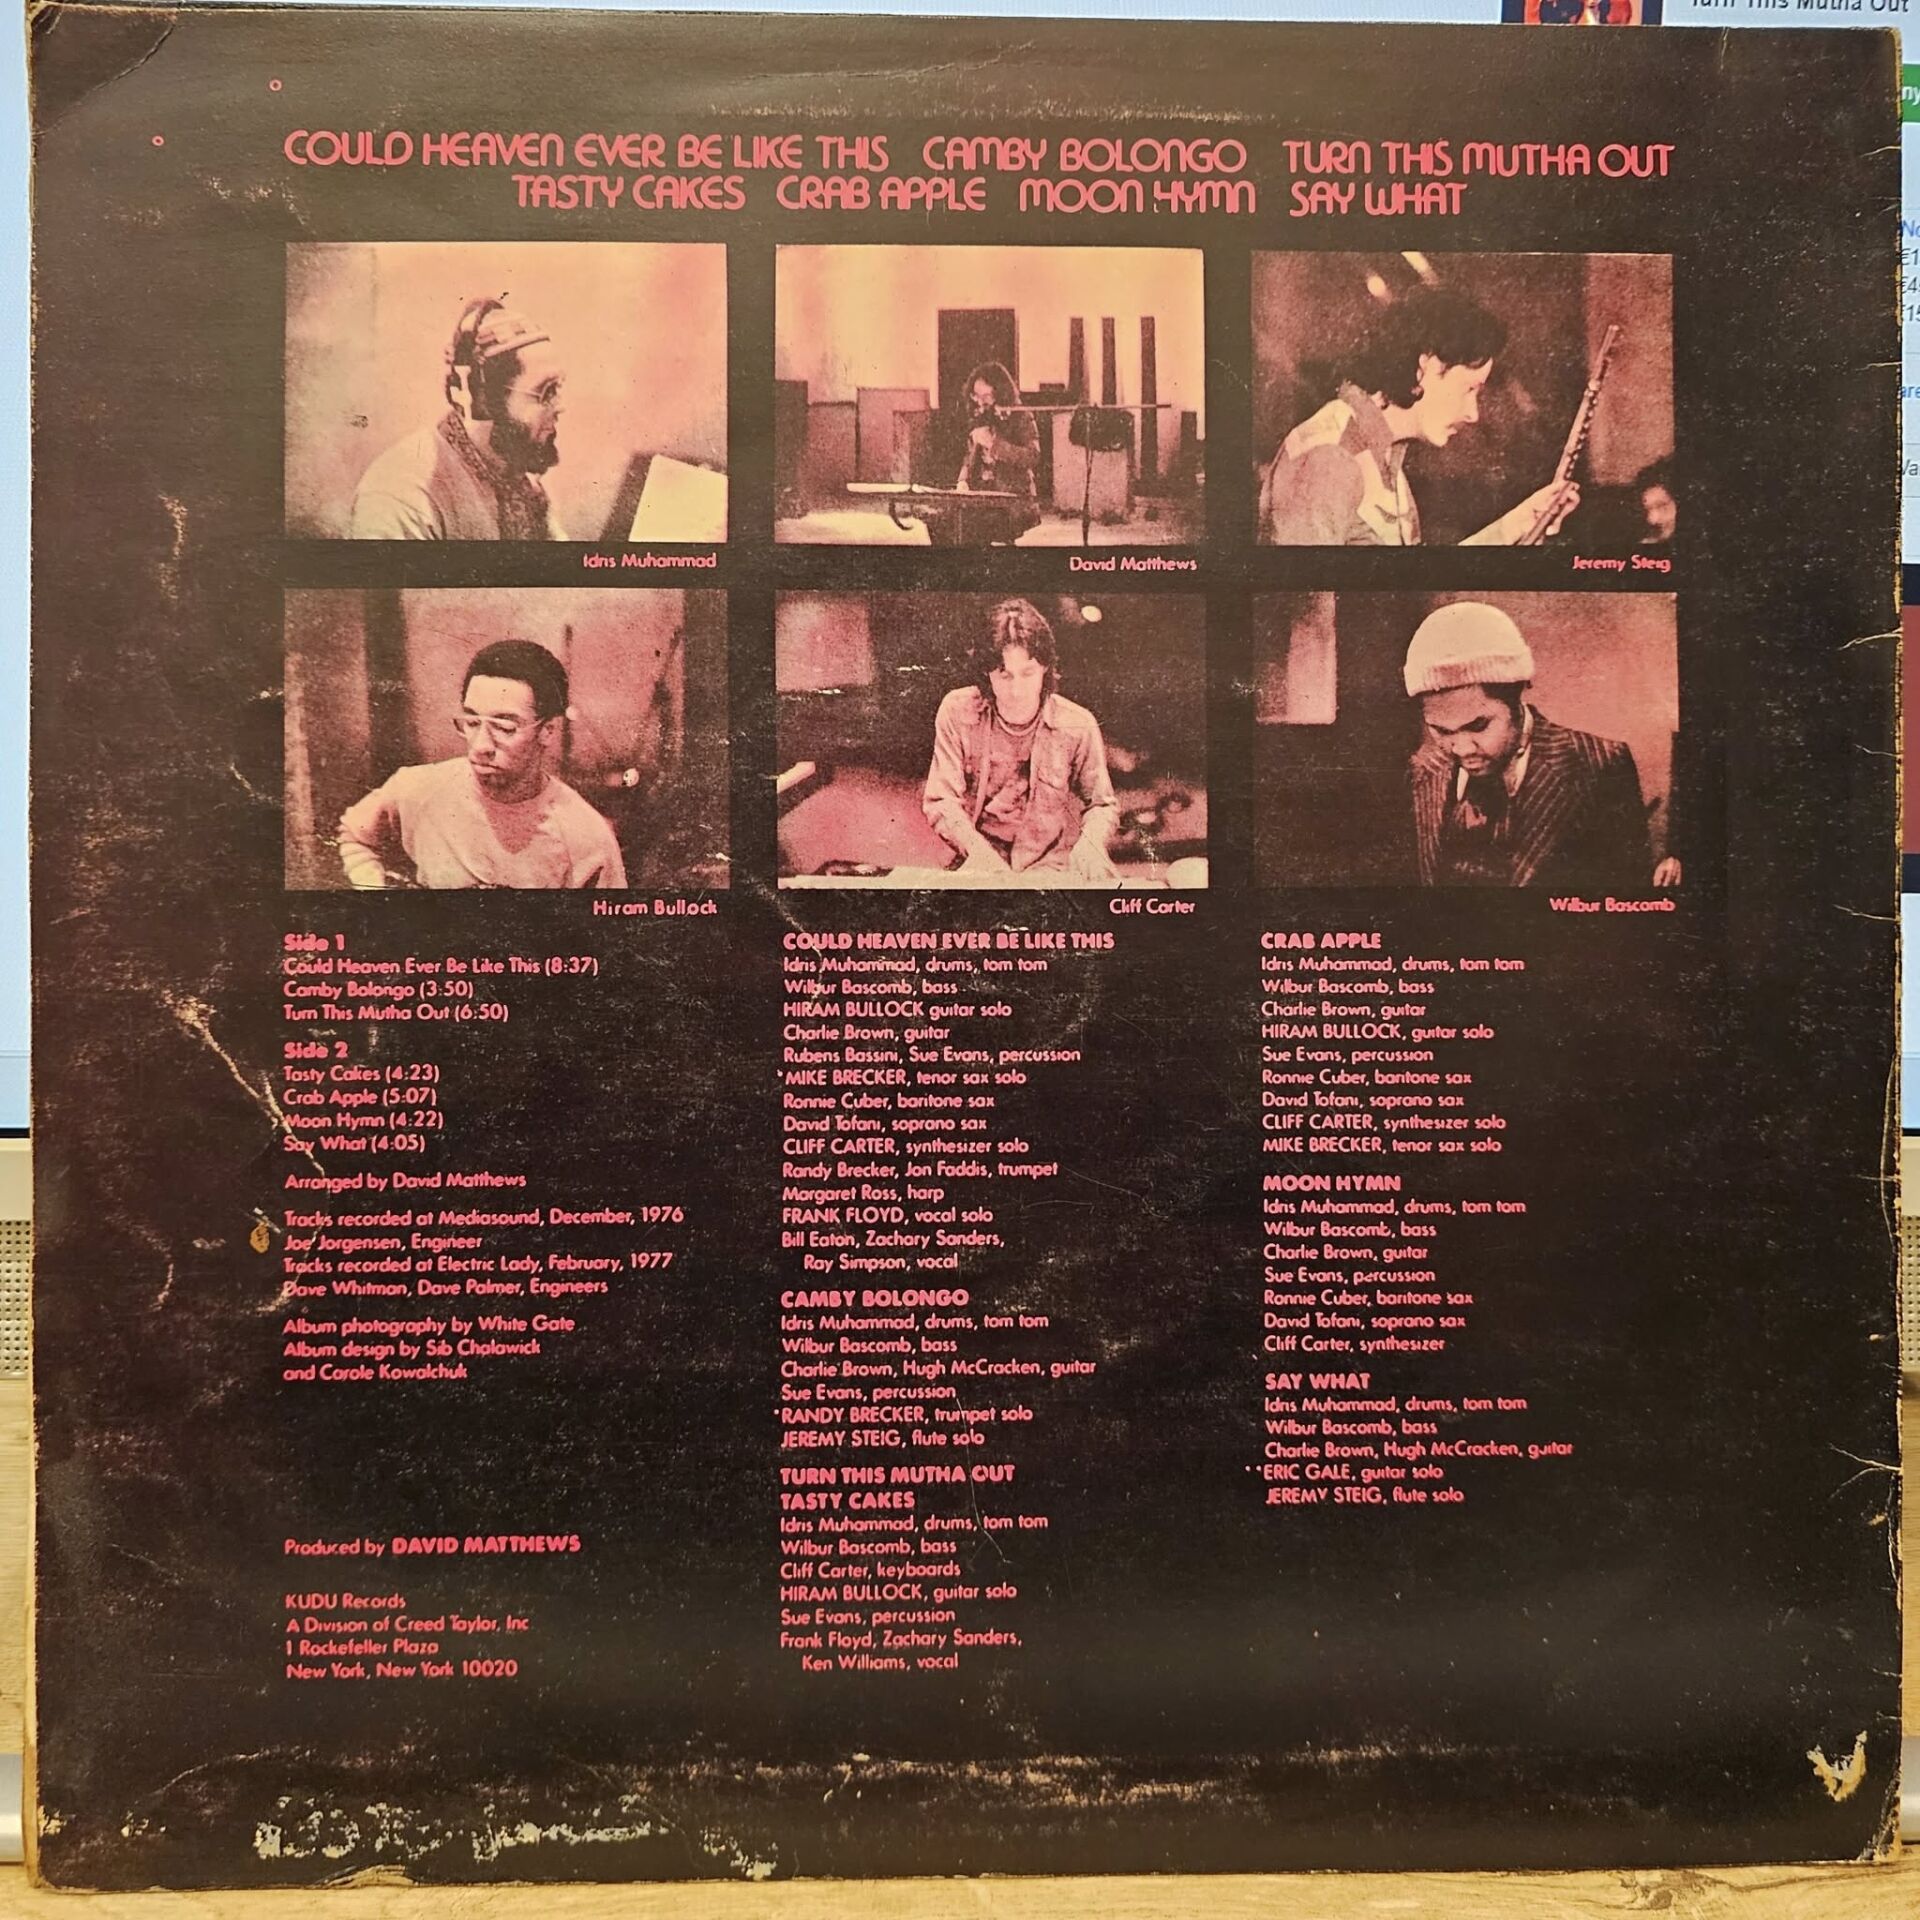 Turn This Mutha Out
COULD HEAVEN EVER BE LIKE THIS CAMBY BOLONGO TURN THIS MUTHA OUT
TASTY CAKES CRAB APPLE MOON HYMN SAY WHAT
Idris Muhammad
David Matthews
Jeremy Steig
Hiram Bullock
Cliff Carter
Wilbur Bascomb
Side 1
Could Heaven Ever Be Like This (8:37)
Camby Bolongo (3:50)
Turn This Mutha Out (6:50)
Side 2
Tasty Cakes (4:23)
Crab Apple (5:07)
Moon Hymn (4:22)
Say What (4:05)
Arranged by David Matthews
Tracks recorded at Mediasound, December, 1976
Joe Jorgensen, Engineer
Tracks recorded at Electric Lady, February, 1977
Dave Whitman, Dave Palmer, Engineers
Album photography by White Gate
Album design by Sib Chalawick
and Carole Kowalchuk
Produced by DAVID MATTHEWS
KUDU Records
A Division of Creed Taylor, Inc
1 Rockefeller Plaza
New York, New York 10020
COULD HEAVEN EVER BE LIKE THIS
Idris Muhammad, drums, tom tom
Wilbur Bascomb, bass
HIRAM BULLOCK guitar solo
Charlie Brown, guitar
Rubens Bassini, Sue Evans, percussion
*MIKE BRECKER, tenor sax solo
Ronnie Cuber, baritone sax
David Tofani, soprano sax
CLIFF CARTER, synthesizer solo
Randy Brecker, Jon Faddis, trumpet
Margaret Ross, harp
FRANK FLOYD, vocal solo
Bill Eaton, Zachary Sanders,
Ray Simpson, vocal
CAMBY BOLONGO
Idris Muhammad, drums, tom tom
Wilbur Bascomb, bass
Charlie Brown, Hugh McCracken, guitar
Sue Evans, percussion
*RANDY BRECKER, trumpet solo
JEREMY STEIG, flute solo
TURN THIS MUTHA OUT
TASTY CAKES
Idris Muhammad, drums, tom tom
Wilbur Bascomb, bass
Cliff Carter, keyboards
HIRAM BULLOCK, guitar solo
Sue Evans, percussion
Frank Floyd, Zachary Sanders,
Ken Williams, vocal
CRAB APPLE
Idris Muhammad, drums, tom tom
Wilbur Bascomb, bass
Charlie Brown, guitar
HIRAM BULLOCK, guitar solo
Sue Evans, percussion
Ronnie Cuber, baritone sax
David Tofani, soprano sax
CLIFF CARTER, synthesizer solo
MIKE BRECKER, tenor sax solo
MOON HYMN
Idris Muhammad, drums, tom tom
Wilbur Bascomb, bass
Charlie Brown, guitar
Sue Evans, percussion
Ronnie Cuber, baritone sax
David Tofani, soprano sax
Cliff Carter, synthesizer
SAY WHAT
Idris Muhammad, drums, tom tom
Wilbur Bascomb, bass
Charlie Brown, Hugh McCracken, guitar
**ERIC GALE, guitar solo
JEREMY STEIG, flute solo